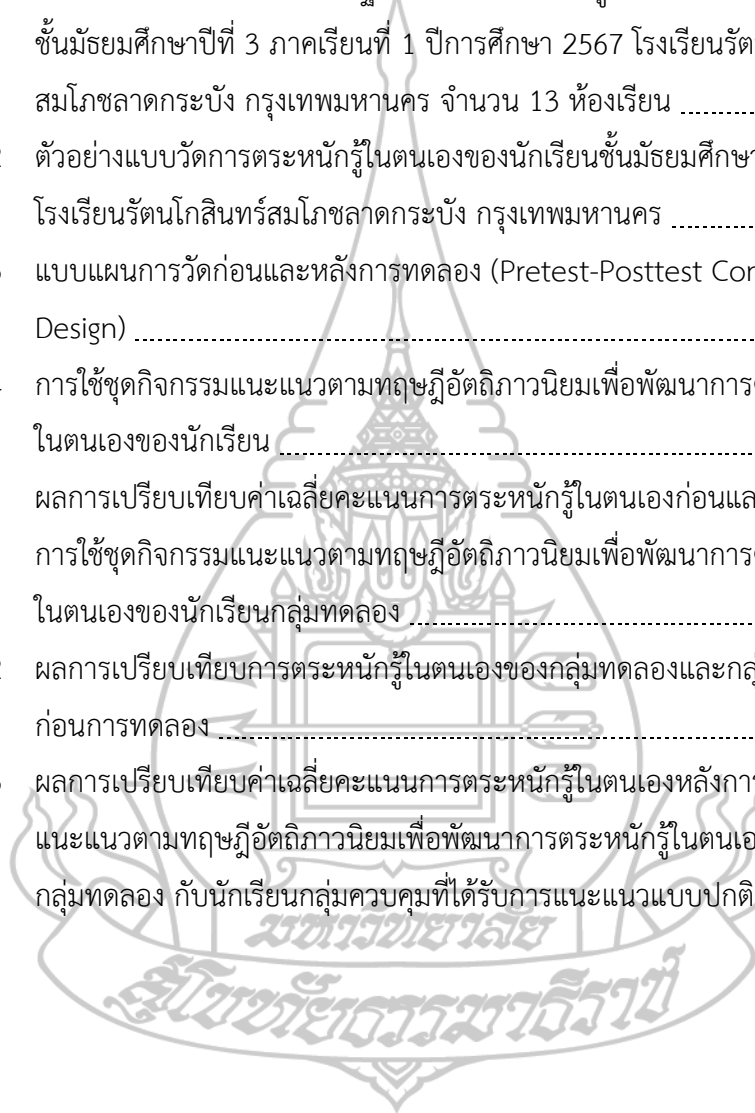 ชั้นมัธยมศึกษาปีที่ 3 ภาคเรียนที่ 1 ปีการศึกษา 2567 โรงเรียนรัต
สมโภชลาดกระบัง กรุงเทพมหานคร จำนวน 13 ห้องเรียน
ตัวอย่างแบบวัดการตระหนักรู้ในตนเองของนักเรียนชั้นมัธยมศึกษา
โรงเรียนรัตนโกสินทร์สมโภชลาดกระบัง กรุงเทพมหานคร
แบบแผนการวัดก่อนและหลังการทดลอง (Pretest-Posttest Con
Design)
การใช้ชุดกิจกรรมแนะแนวตามทฤษฎีอัตถิภาวนิยมเพื่อพัฒนาการ
ในตนเองของนักเรียน
ผลการเปรียบเทียบค่าเฉลี่ยคะแนนการตระหนักรู้ในตนเองก่อนและ
การใช้ชุดกิจกรรมแนะแนวตามทฤษฎีอัตถิภาวนิยมเพื่อพัฒนาการ
ในตนเองของนักเรียนกลุ่มทดลอง
ผลการเปรียบเทียบการตระหนักรู้ในตนเองของกลุ่มทดลองและกลุ่
ก่อนการทดลอง
ผลการเปรียบเทียบค่าเฉลี่ยคะแนนการตระหนักรู้ในตนเองหลังการ
แนะแนวตามทฤษฎีอัตถิภาวนิยมเพื่อพัฒนาการตระหนักรู้ในตนเอ
กลุ่มทดลอง กับนักเรียนกลุ่มควบคุมที่ได้รับการแนะแนวแบบปกติ
มหาวิทยาลัย
สุโขทัยธรรมาธิราช